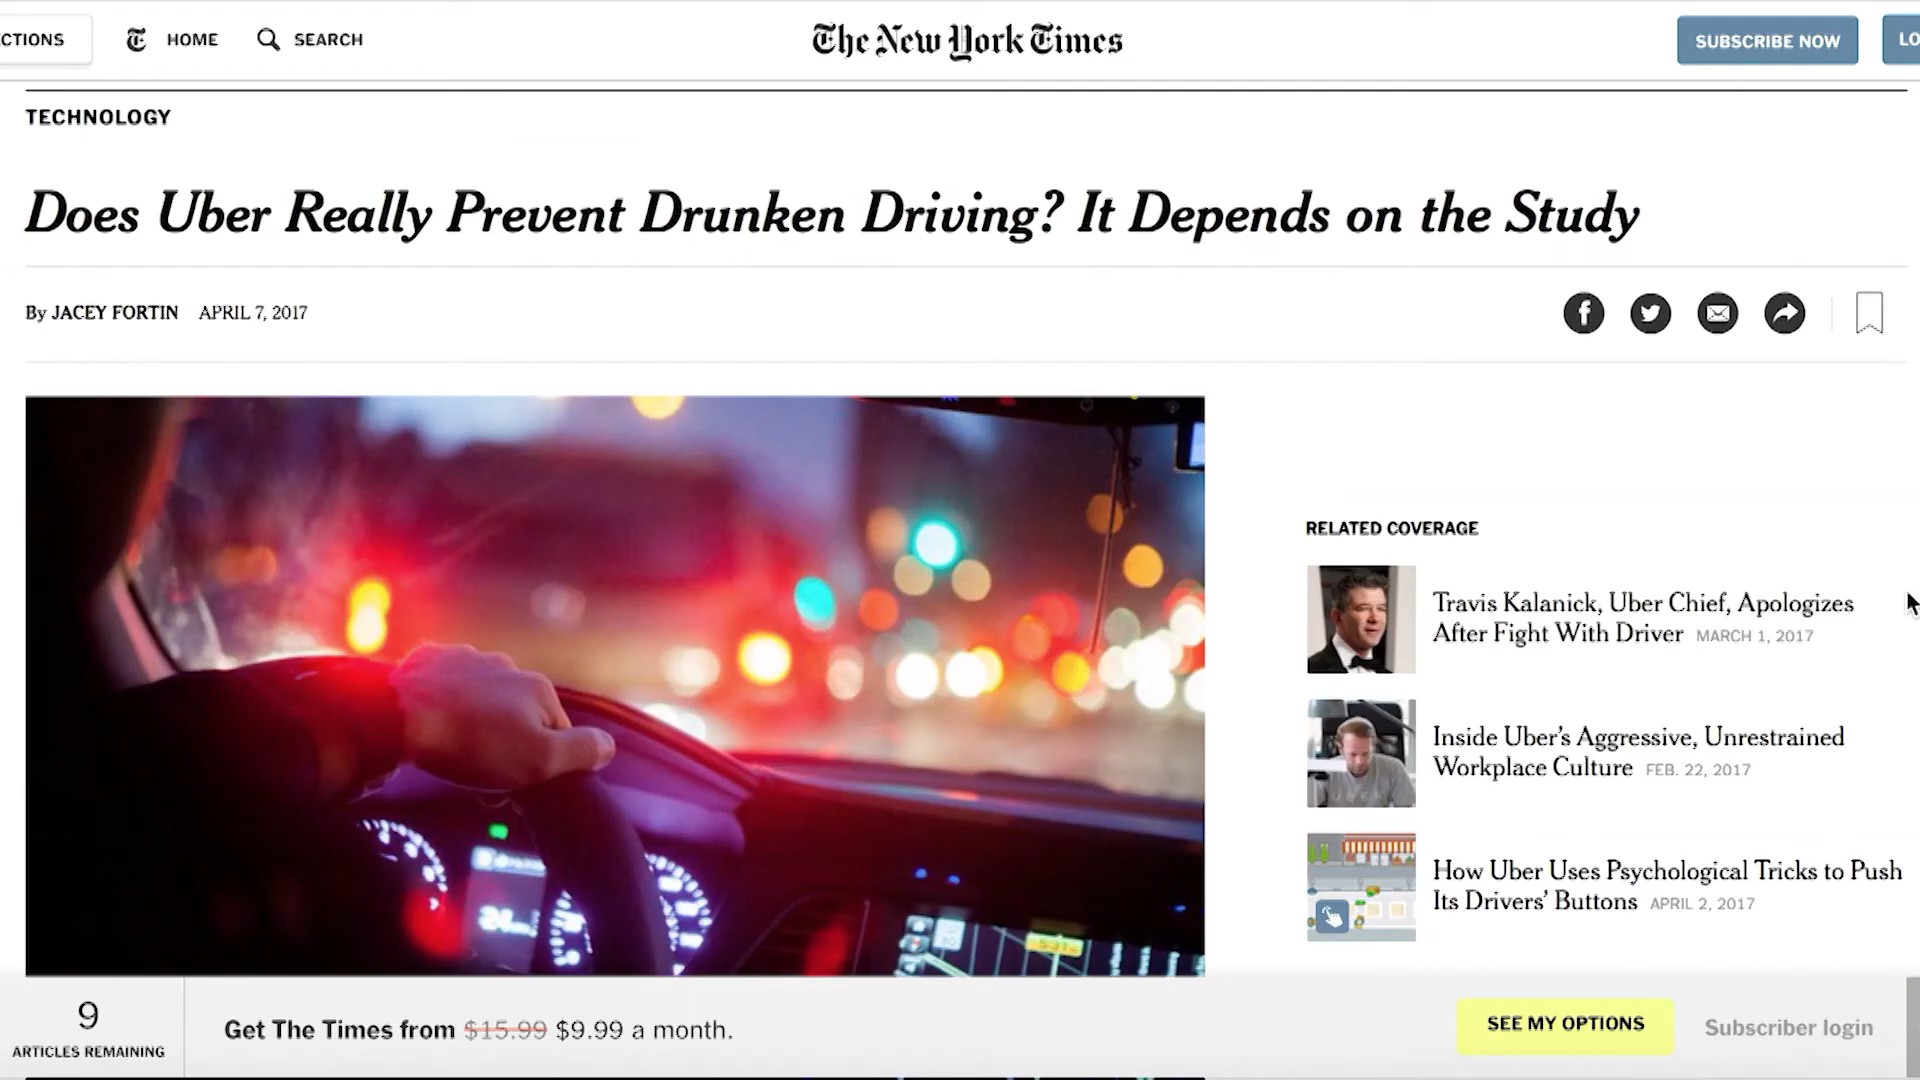 CTIONS
HOME
SEARCH
The New York Times
SUBSCRIBE NOW
LO
TECHNOLOGY
Does Uber Really Prevent Drunken Driving? It Depends on the Study
By JACEY FORTIN APRIL 7, 2017
RELATED COVERAGE
Travis Kalanick, Uber Chief, Apologizes
After Fight With Driver MARCH 1, 2017
Inside Uber’s Aggressive, Unrestrained
Workplace Culture FEB. 22, 2017
UBER
How Uber Uses Psychological Tricks to Push
Its Drivers’ Buttons APRIL 2, 2017
9
ARTICLES REMAINING
Get The Times from $15.99 $9.99 a month.
SEE MY OPTIONS
Subscriber login